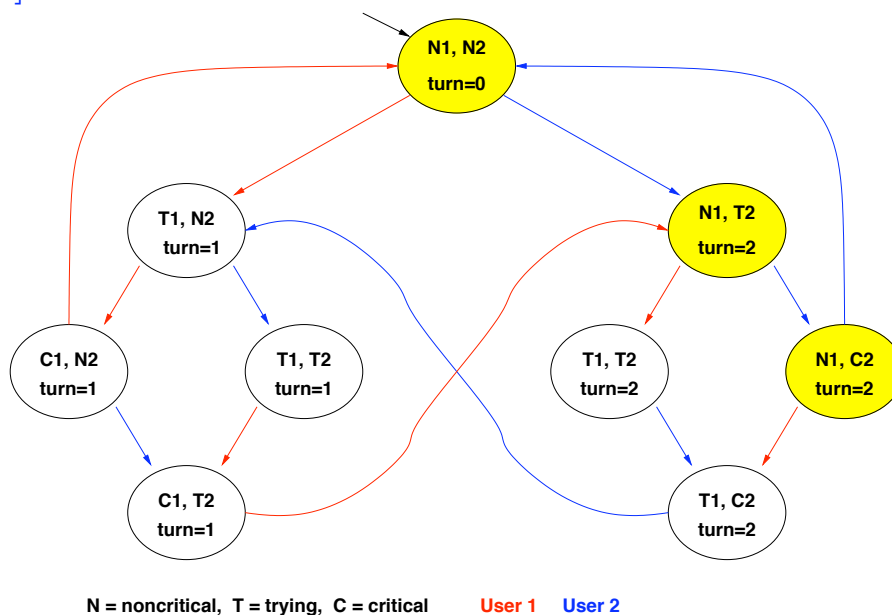 ]
N1, N2
turn=0
T1, N2
turn=1
N1, T2
turn=2
C1, N2
turn=1
T1, T2
turn=1
T1, T2
turn=2
N1, C2
turn=2
C1, T2
turn=1
T1, C2
turn=2
N = noncritical, T = trying, C = critical User 1 User 2